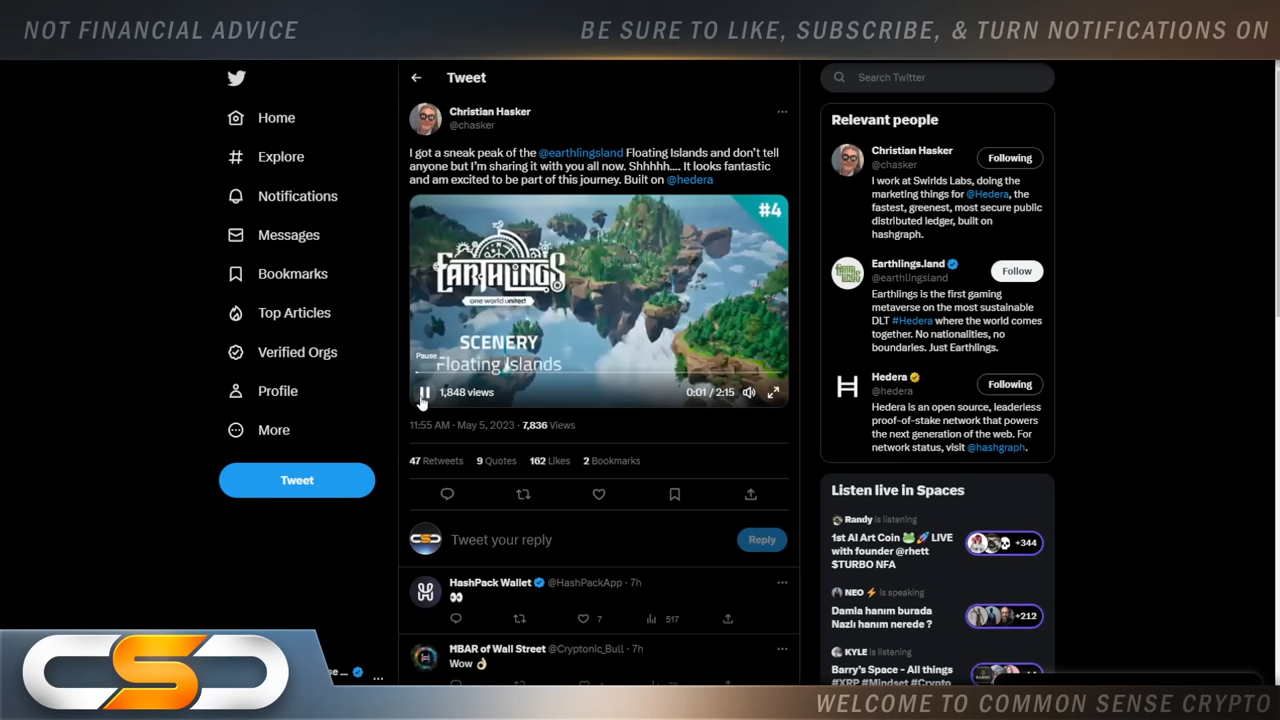 NOT FINANCIAL ADVICE
BE SURE TO LIKE, SUBSCRIBE, & TURN NOTIFICATIONS ON
Home
Explore
Notifications
Messages
Bookmarks
Top Articles
Verified Orgs
Profile
More
Tweet
Tweet
Christian Hasker
@chasker
I got a sneak peak of the @earthlingsland Floating Islands and don't tell
anyone but I'm sharing it with you all now. Shhhhh.... It looks fantastic
and am excited to be part of this journey. Built on @hedera
#4
EARTHLINGS
one world united
SCENERY
Floating Islands
Pause
1,848 views
0:01 / 2:15
11:55 AM · May 5, 2023 · 7,836 Views
47 Retweets 9 Quotes 162 Likes 2 Bookmarks
CSC
Tweet your reply
Reply
HashPack Wallet @HashPackApp · 7h
7
517
HBAR of Wall Street @Cryptonic_Bull · 7h
Wow 👌
Search Twitter
Relevant people
Christian Hasker
@chasker
Following
I work at Swirlds Labs, doing the
marketing things for @Hedera, the
fastest, greenest, most secure public
distributed ledger, built on
hashgraph.
Earthlings.land
@earthlingsland
Follow
Earthlings is the first gaming
metaverse on the most sustainable
DLT #Hedera where the world comes
together. No nationalities, no
boundaries. Just Earthlings.
Hedera
@hedera
Following
Hedera is an open source, leaderless
proof-of-stake network that powers
the next generation of the web. For
network status, visit @hashgraph.
Listen live in Spaces
Randy is listening
1st AI Art Coin 🐸🚀 LIVE
with founder @rhett
$TURBO NFA
+344
NEO ⚡ is speaking
Damla hanım burada
Nazlı hanım nerede ?
+212
KYLE is listening
Barry's Space - All things
#XRP #Mindset #Crypto
CSC
WELCOME TO COMMON SENSE CRYPTO